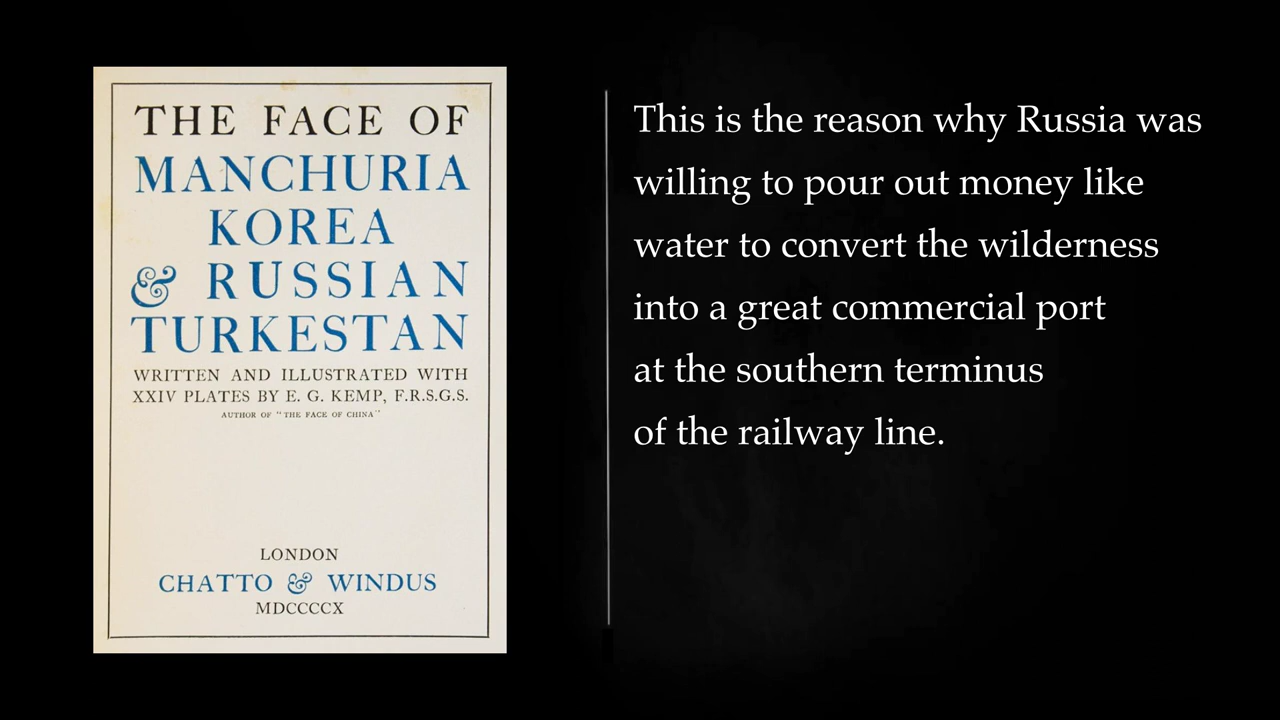 THE FACE OF
MANCHURIA
KOREA
& RUSSIAN
TURKESTAN
WRITTEN AND ILLUSTRATED WITH
XXIV PLATES BY E. G. KEMP, F.R.S.G.S.
AUTHOR OF "THE FACE OF CHINA"
LONDON
CHATTO & WINDUS
MDCCCCX
This is the reason why Russia was
willing to pour out money like
water to convert the wilderness
into a great commercial port
at the southern terminus
of the railway line.